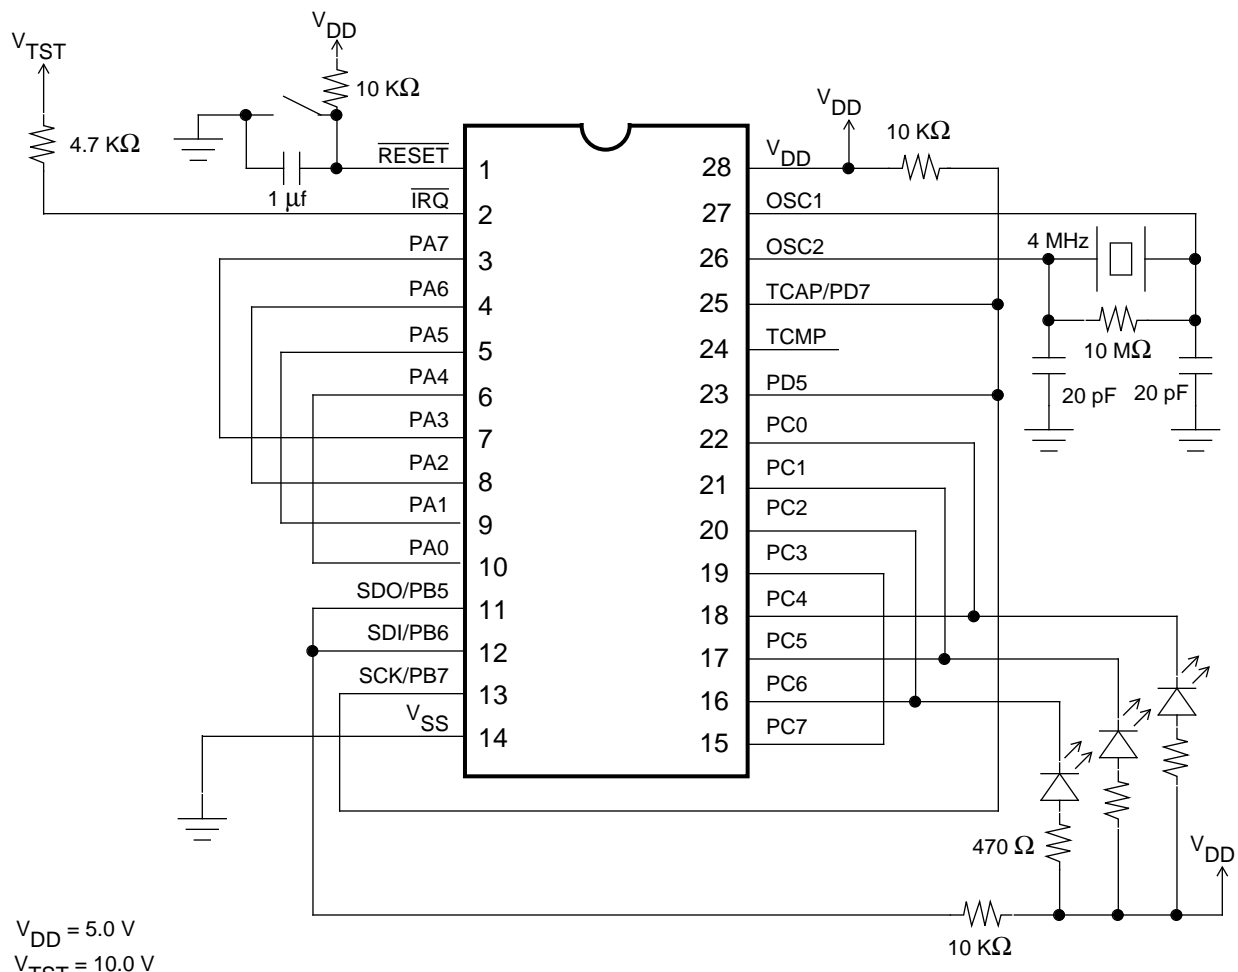 VDD
VTST
10 KΩ
4.7 KΩ
1 μf
RESET
1
IRQ
2
PA7
3
PA6
4
PA5
5
PA4
6
PA3
7
PA2
8
PA1
9
PA0
10
SDO/PB5
11
SDI/PB6
12
SCK/PB7
13
VSS
14
VDD
10 KΩ
28
VDD
27
OSC1
26
OSC2
4 MHz
25
TCAP/PD7
10 MΩ
24
TCMP
23
PD5
20 pF
20 pF
22
PC0
21
PC1
20
PC2
19
PC3
18
PC4
17
PC5
16
PC6
15
PC7
470 Ω
VDD
10 KΩ
VDD = 5.0 V
VTST = 10.0 V